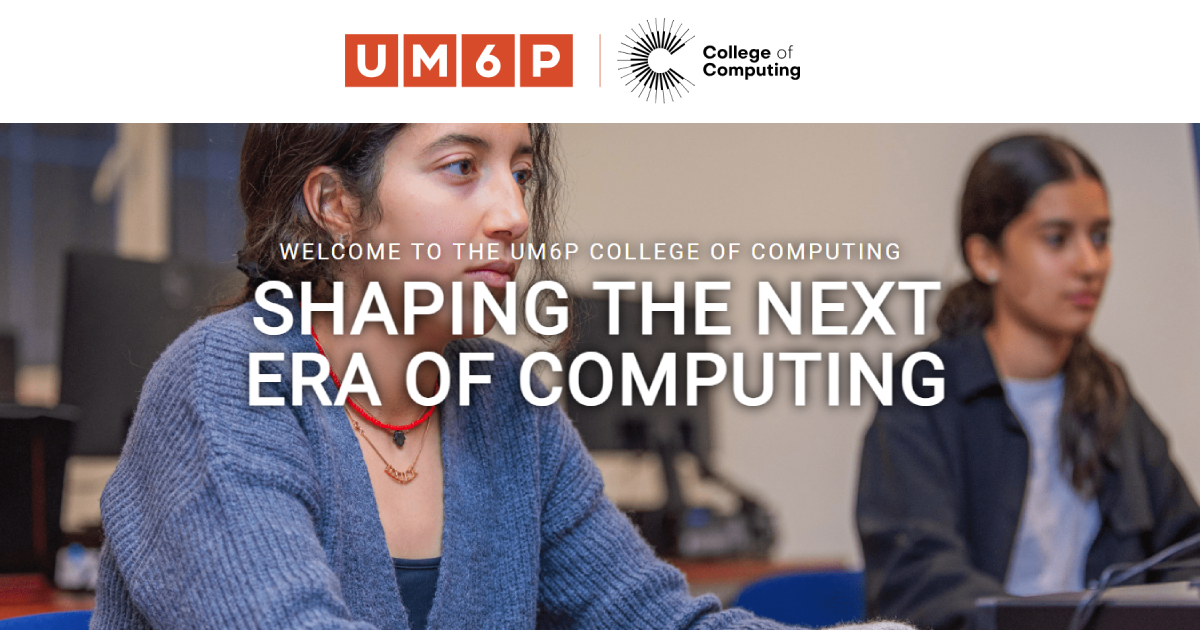 UM6P
College of
Computing
WELCOME TO THE UM6P COLLEGE OF COMPUTING
SHAPING THE NEXT
ERA OF COMPUTING